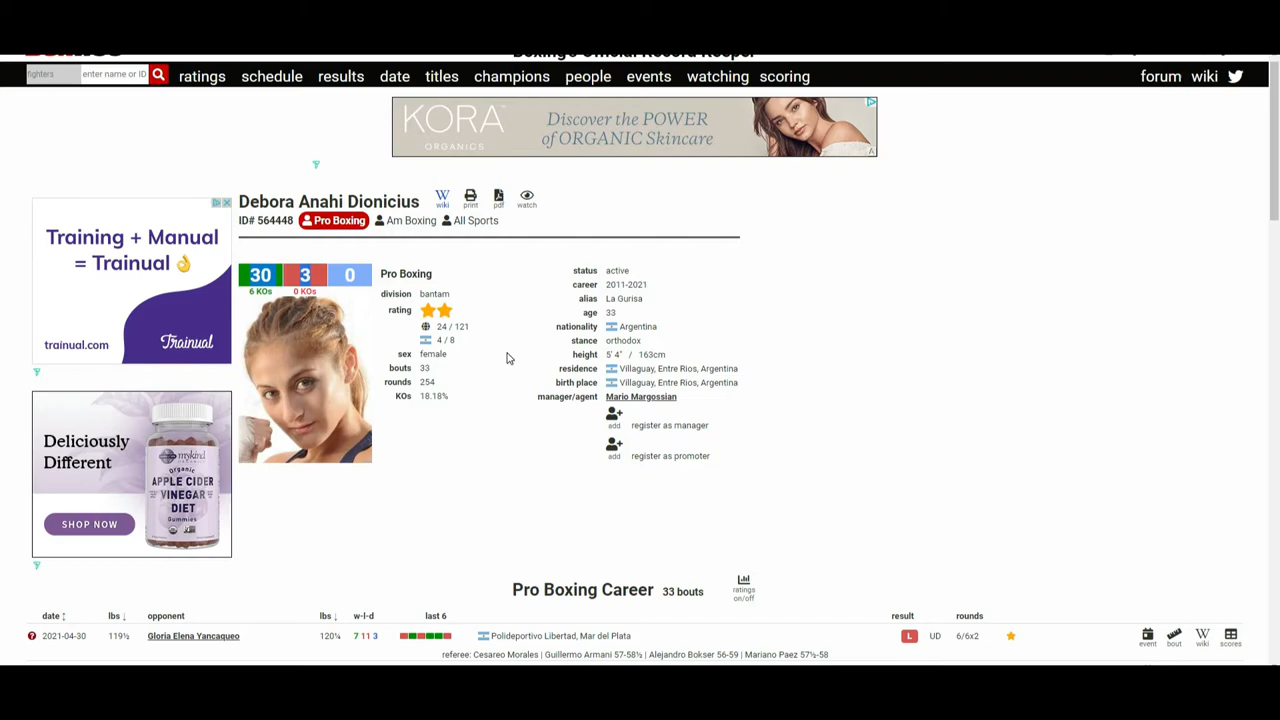 Boxing's Official Record Keeper
fighters
enter name or ID
ratings schedule results date titles champions people events watching scoring
forum wiki
KORA
ORGANICS
Discover the POWER
of ORGANIC Skincare
Debora Anahi Dionicius
wiki print pdf watch
ID# 564448 Pro Boxing Am Boxing All Sports
Training + Manual
= Trainual
trainual.com Trainual
30 3 0
6 KOs 0 KOs
Pro Boxing
division bantam
rating
24 / 121
4 / 8
sex female
bouts 33
rounds 254
KOs 18.18%
status active
career 2011-2021
alias La Gurisa
age 33
nationality Argentina
stance orthodox
height 5′ 4″ / 163cm
residence Villaguay, Entre Rios, Argentina
birth place Villaguay, Entre Rios, Argentina
manager/agent Mario Margossian
add register as manager
add register as promoter
Deliciously
Different
SHOP NOW
mykind
ORGANICS
Organic
APPLE CIDER
VINEGAR
DIET
Gummies
Pro Boxing Career 33 bouts
ratings
on/off
date lbs opponent lbs w-l-d last 6 result rounds
2021-04-30 119½ Gloria Elena Yancaqueo 120¼ 7 11 3 Polideportivo Libertad, Mar del Plata L UD 6/6x2
event bout wiki scores
referee: Cesareo Morales | Guillermo Armani 57-58½ | Alejandro Bokser 56-59 | Mariano Paez 57½-58